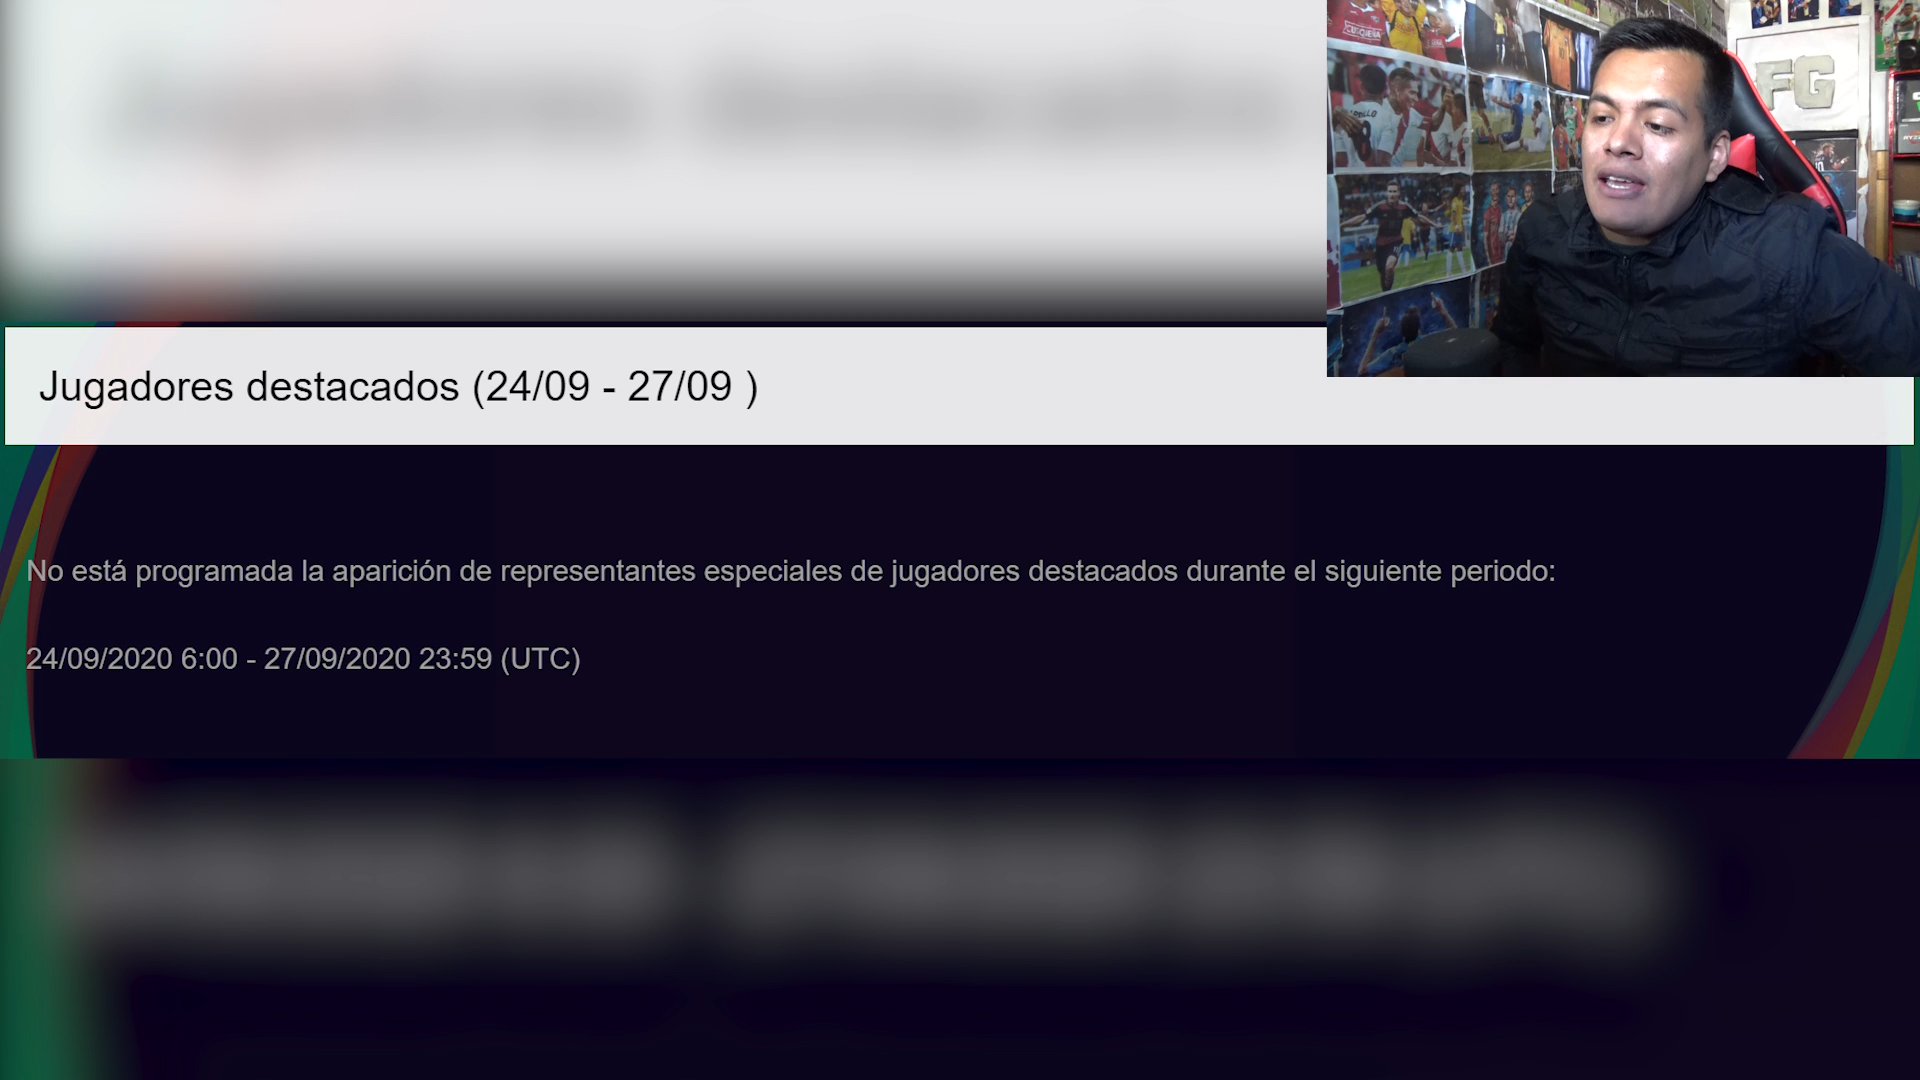 FG
Jugadores destacados (24/09 - 27/09 )
No está programada la aparición de representantes especiales de jugadores destacados durante el siguiente periodo:
24/09/2020 6:00 - 27/09/2020 23:59 (UTC)